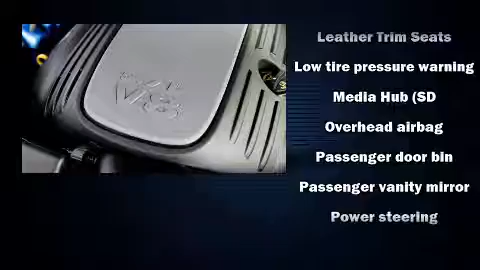 Leather Trim Seats
Low tire pressure warning
Media Hub (SD
Overhead airbag
Passenger door bin
Passenger vanity mirror
Power steering